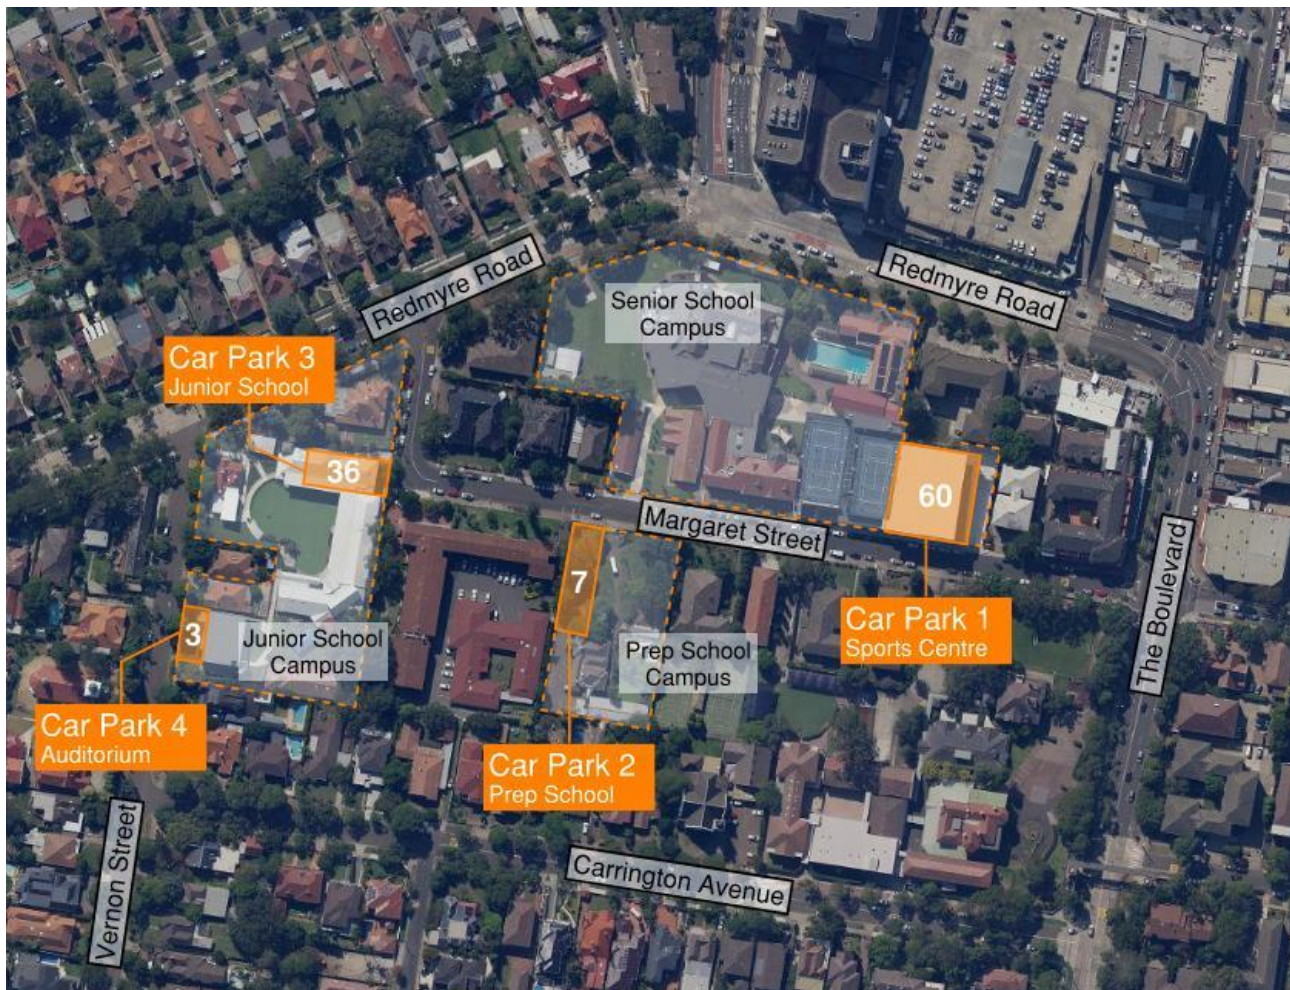 Redmyre Road
Redmyre Road
Senior School
Campus
Car Park 3
Junior School
36
60
Margaret Street
7
3
Junior School
Campus
Prep School
Campus
Car Park 1
Sports Centre
The Boulevard
Car Park 4
Auditorium
Car Park 2
Prep School
Vernon Street
Carrington Avenue